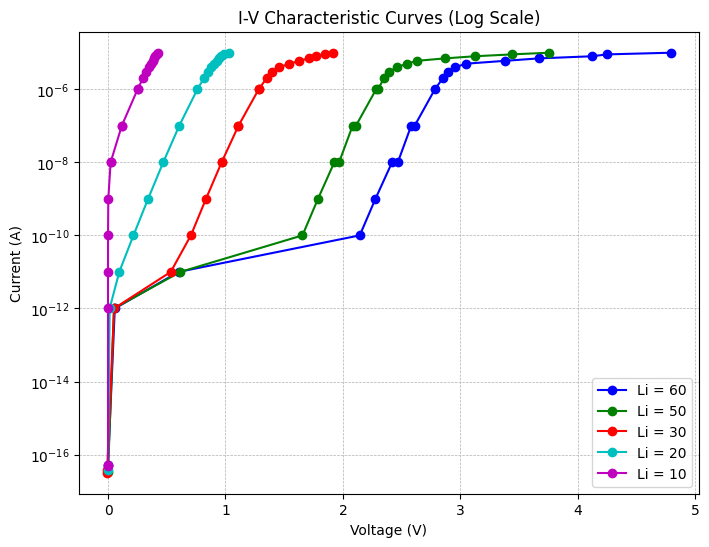 I-V Characteristic Curves (Log Scale)
Current (A)
10⁻⁶
10⁻⁸
10⁻¹⁰
10⁻¹²
10⁻¹⁴
10⁻¹⁶
Li = 60
Li = 50
Li = 30
Li = 20
Li = 10
0 1 2 3 4 5
Voltage (V)